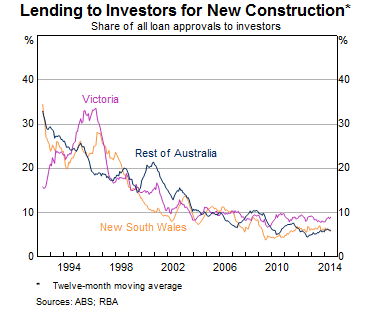 Lending to Investors for New Construction*
Share of all loan approvals to investors
% %
Victoria
Rest of Australia
New South Wales
40 40
30 30
20 20
10 10
0 0
1994 1998 2002 2006 2010 2014
* Twelve-month moving average
Sources: ABS; RBA